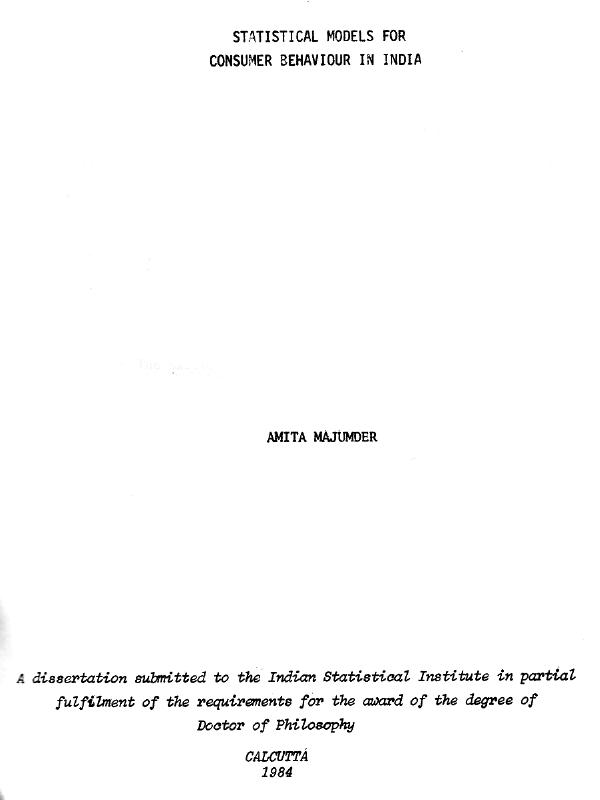 STATISTICAL MODELS FOR
CONSUMER BEHAVIOUR IN INDIA
AMITA MAJUMDER
A dissertation submitted to the Indian Statistical Institute in partial
fulfilment of the requirements for the award of the degree of
Doctor of Philosophy
CALCUTTA
1984